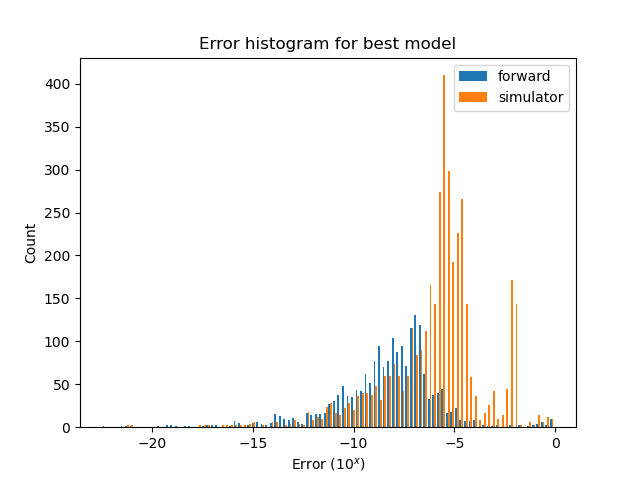 Error histogram for best model
forward
simulator
400
350
300
250
200
150
100
50
0
Count
−20 −15 −10 −5 0
Error (10^x)